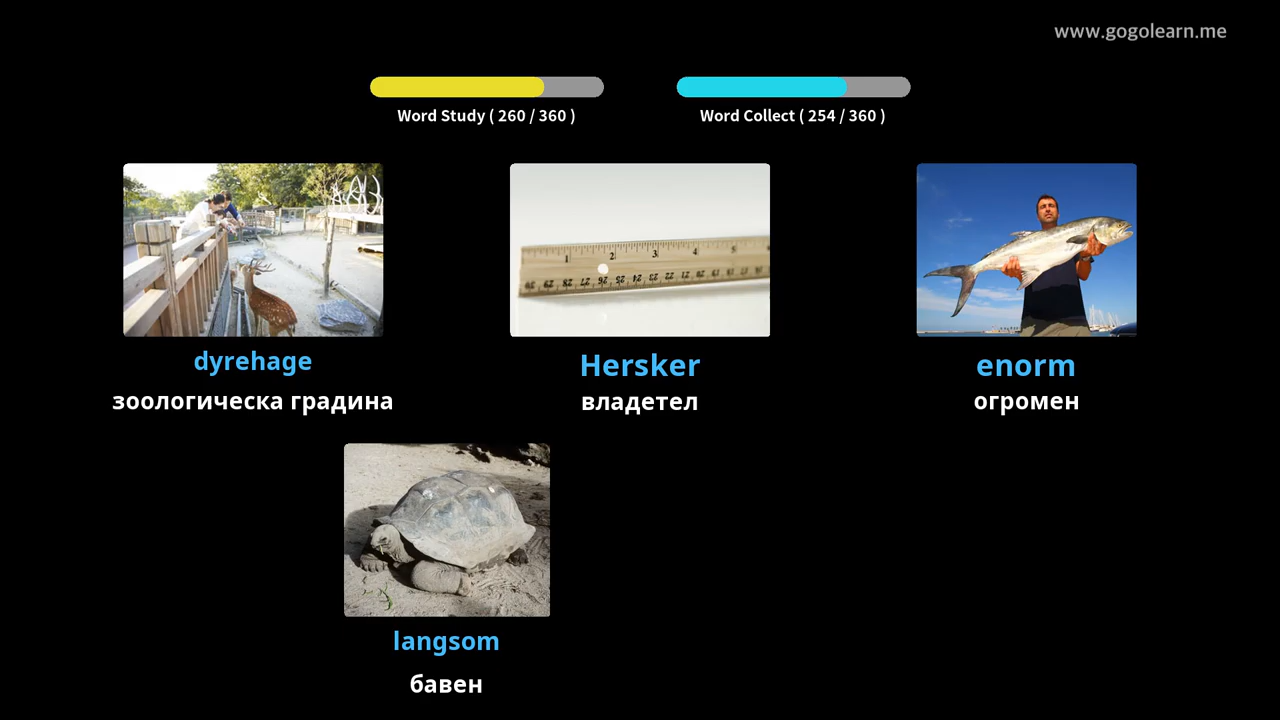 www.gogolearn.me
Word Study ( 260 / 360 )
Word Collect ( 254 / 360 )
dyrehage
зоологическа градина
Hersker
владетел
enorm
огромен
langsom
бавен